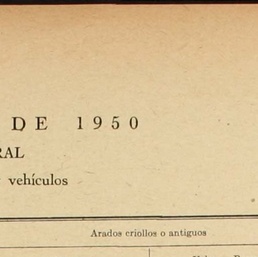 DE 1950
RAL
vehículos
Arados criollos o antiguos